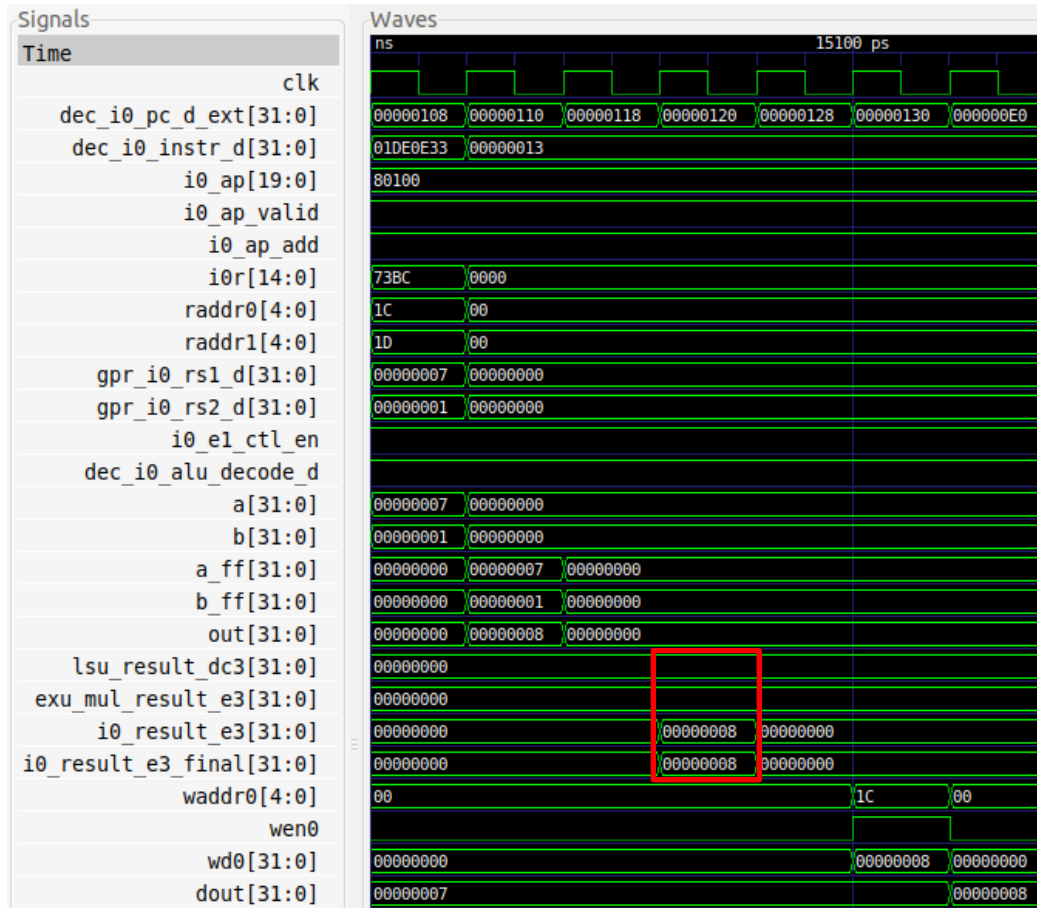 Signals Waves
Time ns 15100 ps
clk
dec_i0_pc_d_ext[31:0] 00000108 00000110 00000118 00000120 00000128 00000130 000000E0
dec_i0_instr_d[31:0] 01DE0E33 00000013
i0_ap[19:0] 80100
i0_ap_valid
i0_ap_add
i0r[14:0] 73BC 0000
raddr0[4:0] 1C 00
raddr1[4:0] 1D 00
gpr_i0_rs1_d[31:0] 00000007 00000000
gpr_i0_rs2_d[31:0] 00000001 00000000
i0_e1_ctl_en
dec_i0_alu_decode_d
a[31:0] 00000007 00000000
b[31:0] 00000001 00000000
a_ff[31:0] 00000000 00000007 00000000
b_ff[31:0] 00000000 00000001 00000000
out[31:0] 00000000 00000008 00000000
lsu_result_dc3[31:0] 00000000
exu_mul_result_e3[31:0] 00000000
i0_result_e3[31:0] 00000000 00000008 00000000
i0_result_e3_final[31:0] 00000000 00000008 00000000
waddr0[4:0] 00 1C 00
wen0
wd0[31:0] 00000000 00000008 00000000
dout[31:0] 00000007 00000008